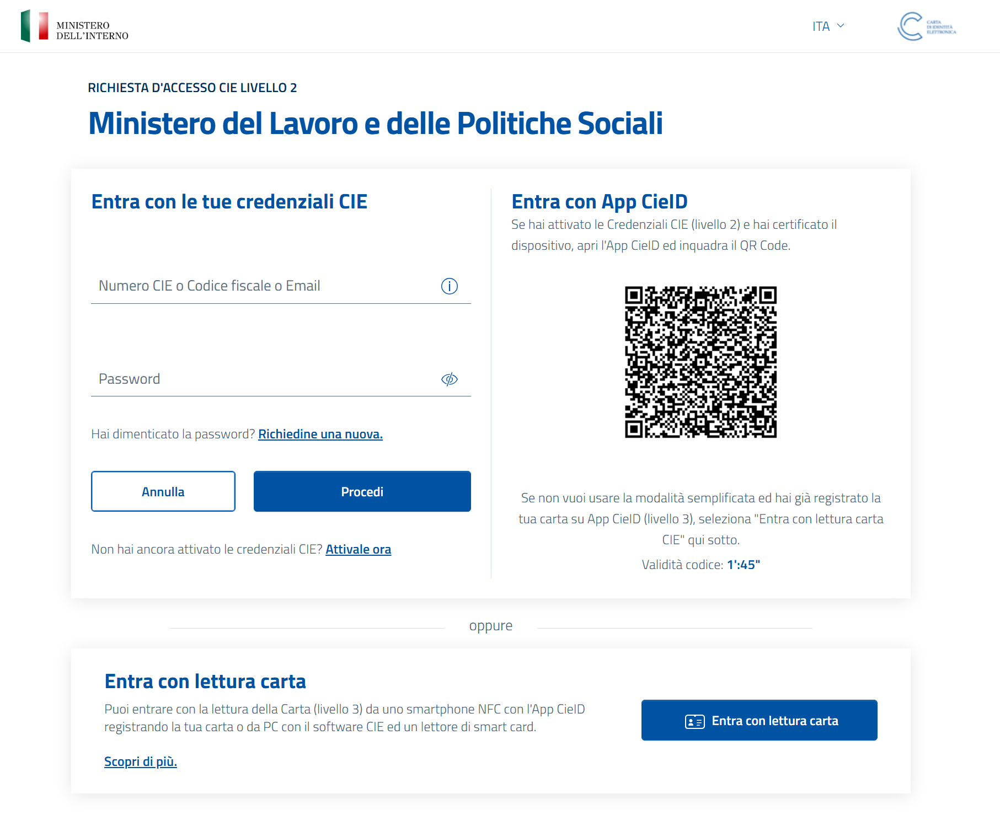 MINISTERO
DELL'INTERNO
ITA
CARTA
DI IDENTITÀ
ELETTRONICA
RICHIESTA D'ACCESSO CIE LIVELLO 2
Ministero del Lavoro e delle Politiche Sociali
Entra con le tue credenziali CIE
Numero CIE o Codice fiscale o Email
Password
Hai dimenticato la password? Richiedine una nuova.
Annulla
Procedi
Non hai ancora attivato le credenziali CIE? Attivale ora
Entra con App CieID
Se hai attivato le Credenziali CIE (livello 2) e hai certificato il
dispositivo, apri l'App CieID ed inquadra il QR Code.
Se non vuoi usare la modalità semplificata ed hai già registrato la
tua carta su App CieID (livello 3), seleziona "Entra con lettura carta
CIE" qui sotto.
Validità codice: 1':45"
oppure
Entra con lettura carta
Puoi entrare con la lettura della Carta (livello 3) da uno smartphone NFC con l'App CieID
registrando la tua carta o da PC con il software CIE ed un lettore di smart card.
Scopri di più.
Entra con lettura carta